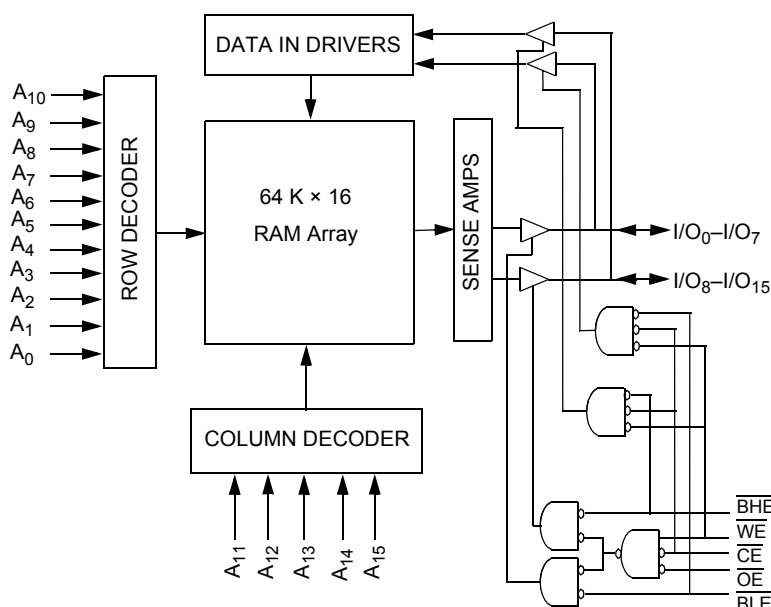 DATA IN DRIVERS
A10
A9
A8
A7
A6
A5
A4
A3
A2
A1
A0
ROW DECODER
64 K × 16
RAM Array
SENSE AMPS
I/O0–I/O7
I/O8–I/O15
COLUMN DECODER
A11
A12
A13
A14
A15
BHE
WE
CE
OE
BLE